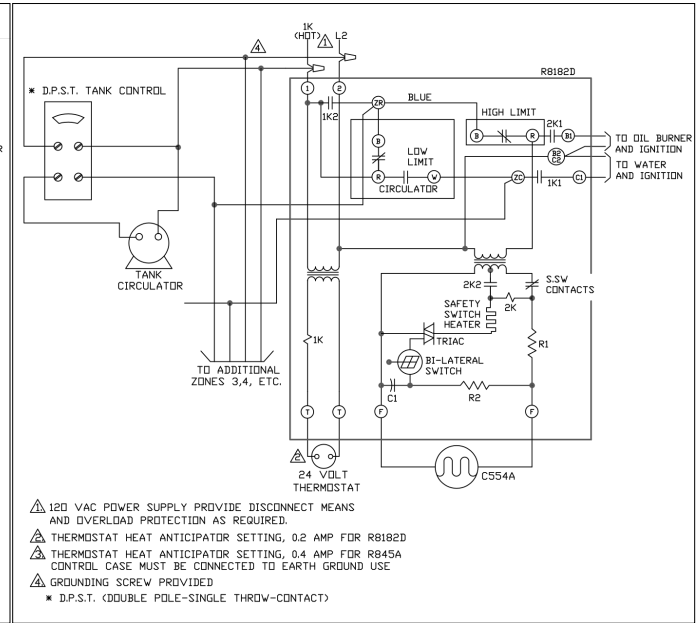 1K
(HOT) 1 L2
4
R8182D
* D.P.S.T. TANK CONTROL
1 2
1K2
ZR
BLUE
HIGH LIMIT
B R
2K1
B1
TO OIL BURNER
AND IGNITION
B2
C2
TO WATER
AND IGNITION
B
LOW
LIMIT
R W
CIRCULATOR
ZC
1K1
C1
R
TANK
CIRCULATOR
2K2
S.SW
CONTACTS
2K
SAFETY
SWITCH
HEATER
TRIAC
R1
1K
BI-LATERAL
SWITCH
C1
R2
TO ADDITIONAL
ZONES 3,4, ETC.
T T F F
2
24 VOLT
THERMOSTAT
C554A
1 120 VAC POWER SUPPLY PROVIDE DISCONNECT MEANS
AND OVERLOAD PROTECTION AS REQUIRED.
2 THERMOSTAT HEAT ANTICIPATOR SETTING, 0.2 AMP FOR R8182D
3 THERMOSTAT HEAT ANTICIPATOR SETTING, 0.4 AMP FOR R845A
CONTROL CASE MUST BE CONNECTED TO EARTH GROUND USE
4 GROUNDING SCREW PROVIDED
* D.P.S.T. (DOUBLE POLE-SINGLE THROW-CONTACT)